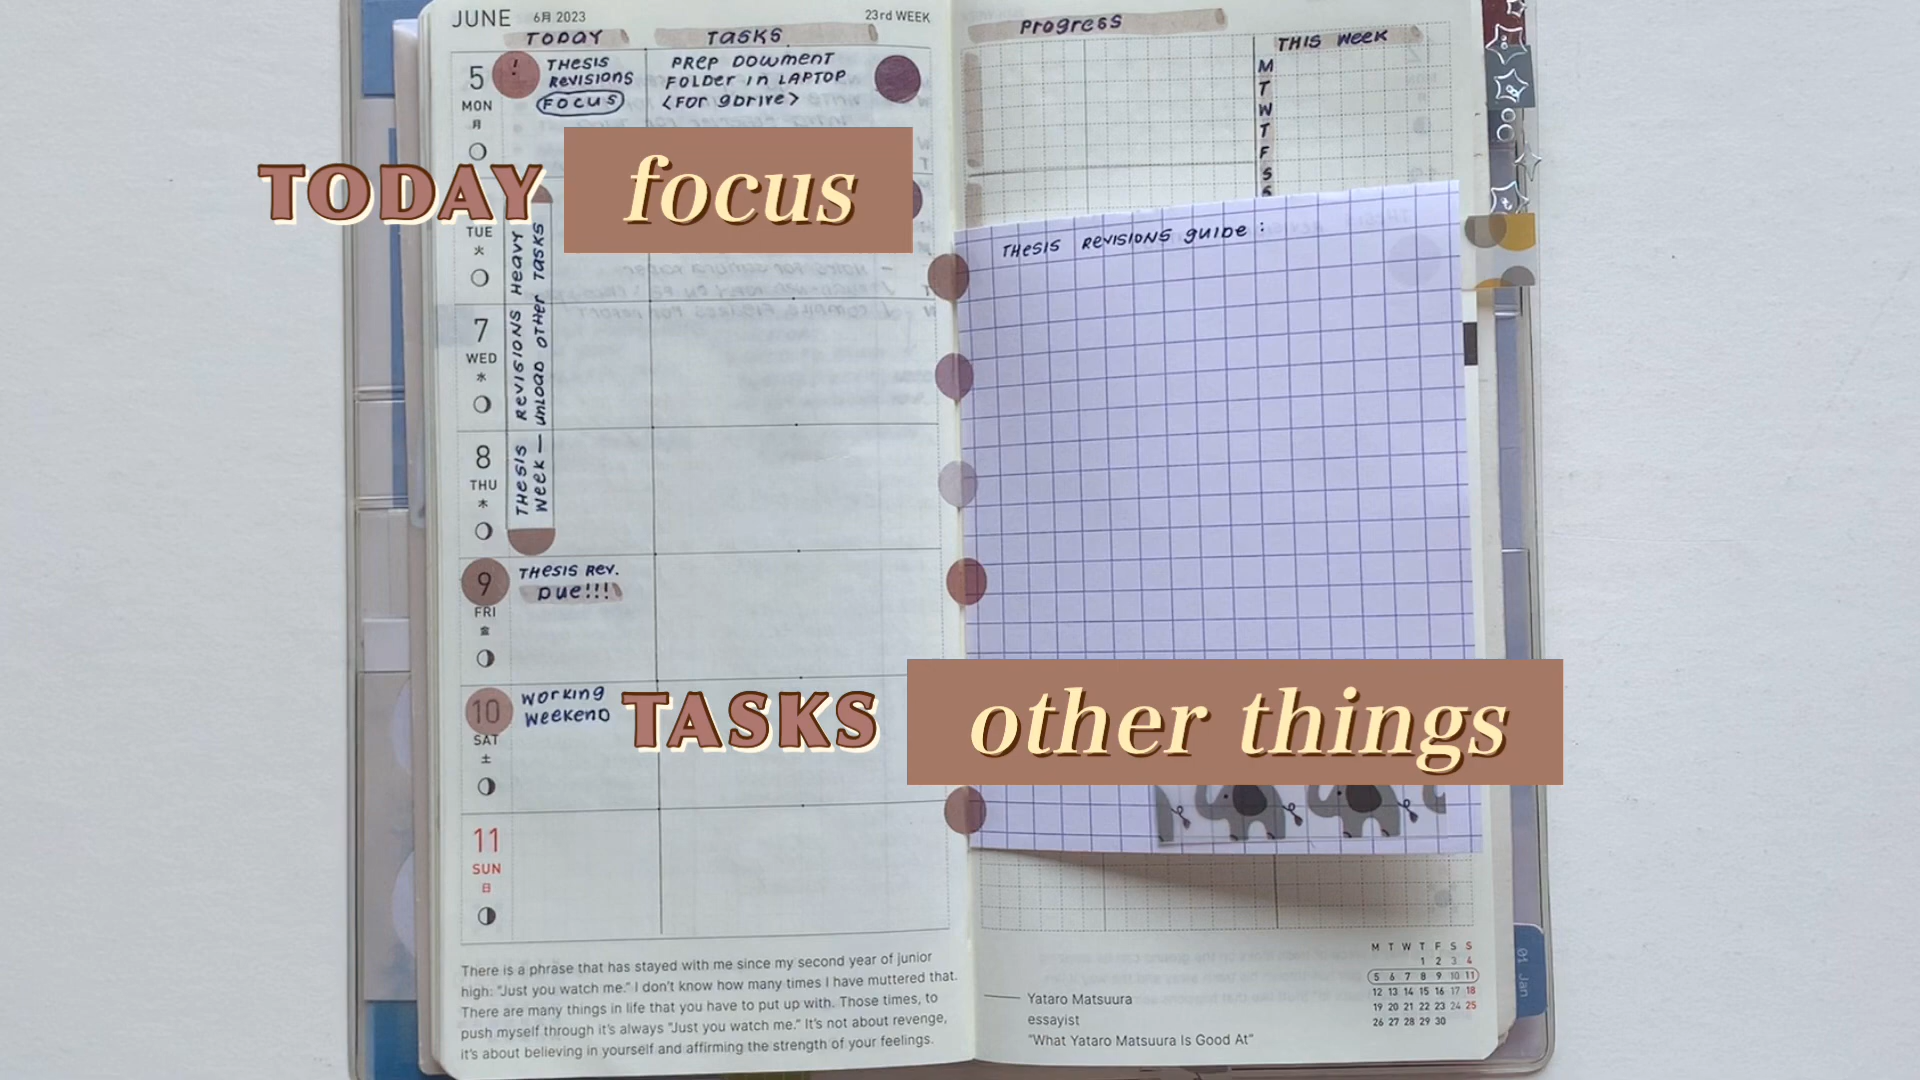 JUNE 6月 2023
23rd WEEK
TODAY
TASKS
5
MON
月
THESIS
REVISIONS
FOCUS
PREP DOWMENT
FOLDER IN LAPTOP
<FOR gDRIVE>
TODAY focus
TUE
火
THESIS REVISIONS HEAVY
WEEK — UNLOAD OTHER TASKS
7
WED
水
8
THU
木
9
FRI
金
THESIS REV.
DUE!!!
10
SAT
土
WORKING
WEEKEND
TASKS other things
11
SUN
日
There is a phrase that has stayed with me since my second year of junior
high: "Just you watch me." I don't know how many times I have muttered that.
There are many things in life that you have to put up with. Those times, to
push myself through it's always "Just you watch me." It's not about revenge,
it's about believing in yourself and affirming the strength of your feelings.
Progress
THIS WEEK
M
T
W
T
F
S
S
THESIS REVISIONS GUIDE :
Yataro Matsuura
essayist
"What Yataro Matsuura Is Good At"
M T W T F S S
1 2 3 4
5 6 7 8 9 10 11
12 13 14 15 16 17 18
19 20 21 22 23 24 25
26 27 28 29 30
01 Jan